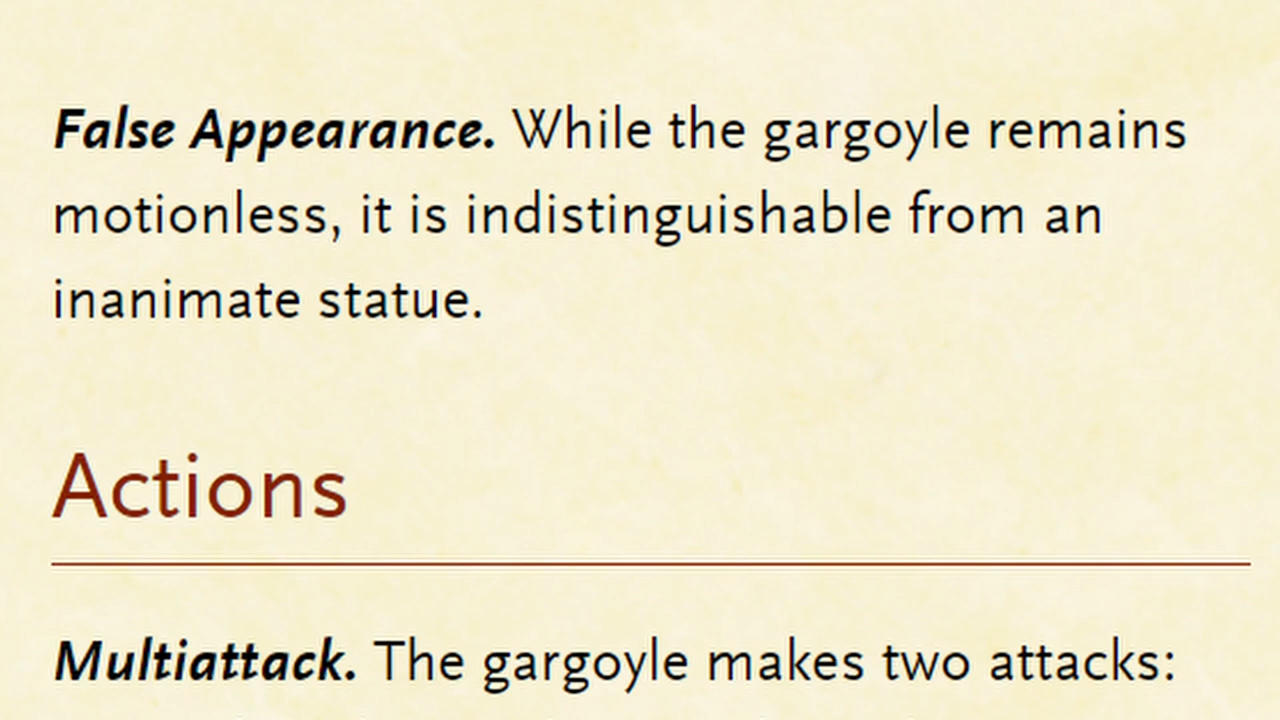 False Appearance. While the gargoyle remains
motionless, it is indistinguishable from an
inanimate statue.
Actions
Multiattack. The gargoyle makes two attacks: